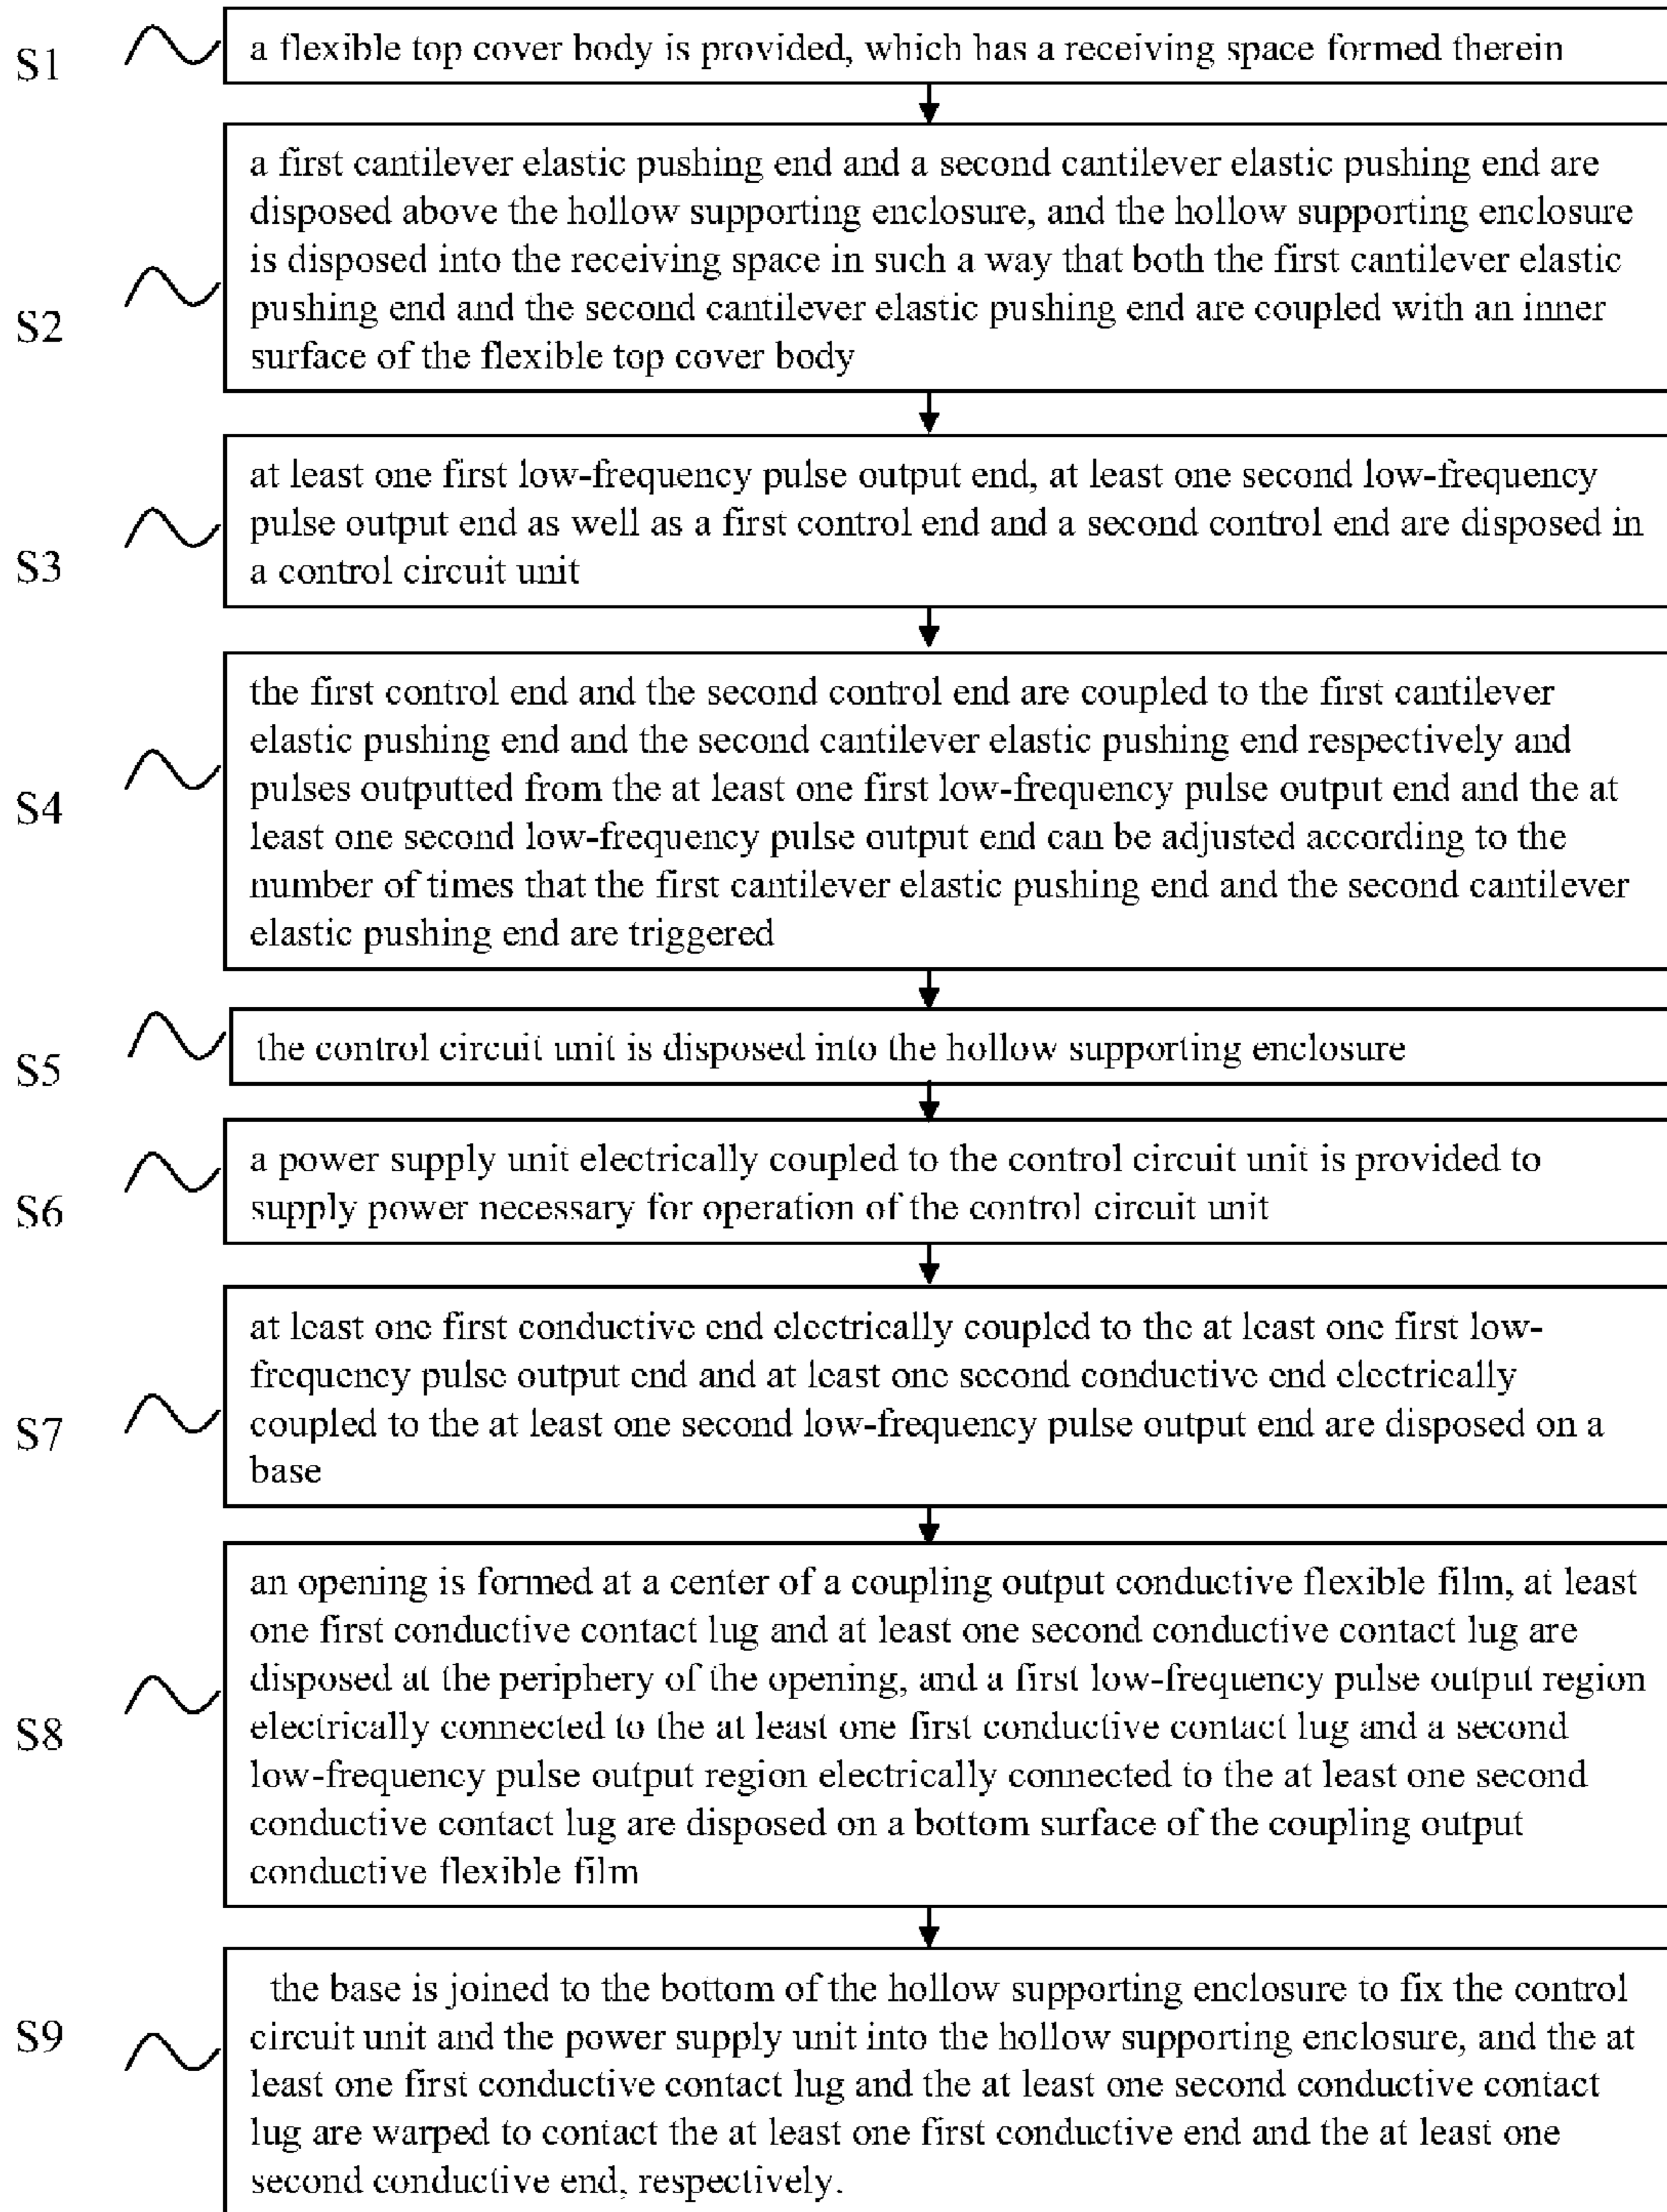 S1
a flexible top cover body is provided, which has a receiving space formed therein
S2
a first cantilever elastic pushing end and a second cantilever elastic pushing end are
disposed above the hollow supporting enclosure, and the hollow supporting enclosure
is disposed into the receiving space in such a way that both the first cantilever elastic
pushing end and the second cantilever elastic pushing end are coupled with an inner
surface of the flexible top cover body
S3
at least one first low-frequency pulse output end, at least one second low-frequency
pulse output end as well as a first control end and a second control end are disposed in
a control circuit unit
S4
the first control end and the second control end are coupled to the first cantilever
elastic pushing end and the second cantilever elastic pushing end respectively and
pulses outputted from the at least one first low-frequency pulse output end and the at
least one second low-frequency pulse output end can be adjusted according to the
number of times that the first cantilever elastic pushing end and the second cantilever
elastic pushing end are triggered
S5
the control circuit unit is disposed into the hollow supporting enclosure
S6
a power supply unit electrically coupled to the control circuit unit is provided to
supply power necessary for operation of the control circuit unit
S7
at least one first conductive end electrically coupled to the at least one first low-
frequency pulse output end and at least one second conductive end electrically
coupled to the at least one second low-frequency pulse output end are disposed on a
base
S8
an opening is formed at a center of a coupling output conductive flexible film, at least
one first conductive contact lug and at least one second conductive contact lug are
disposed at the periphery of the opening, and a first low-frequency pulse output region
electrically connected to the at least one first conductive contact lug and a second
low-frequency pulse output region electrically connected to the at least one second
conductive contact lug are disposed on a bottom surface of the coupling output
conductive flexible film
S9
the base is joined to the bottom of the hollow supporting enclosure to fix the control
circuit unit and the power supply unit into the hollow supporting enclosure, and the at
least one first conductive contact lug and the at least one second conductive contact
lug are warped to contact the at least one first conductive end and the at least one
second conductive end, respectively.